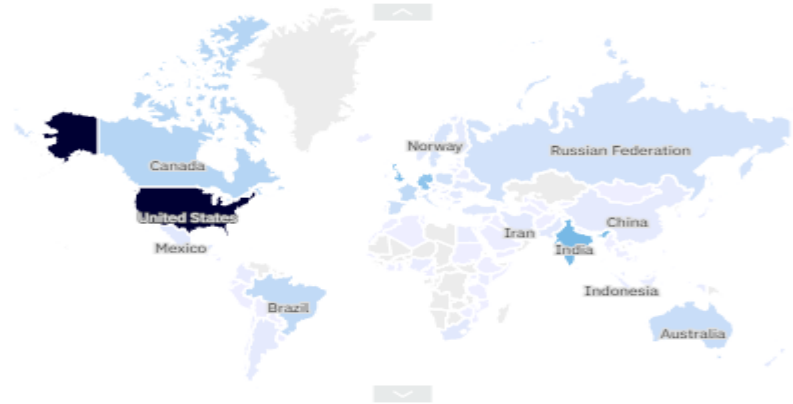 Norway
Russian Federation
Canada
United States
China
Iran
Mexico
India
Indonesia
Brazil
Australia